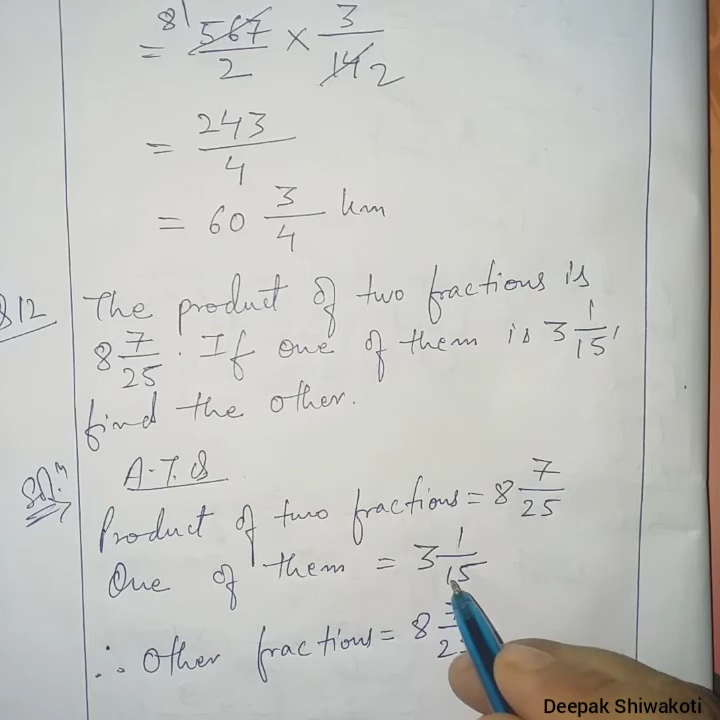 = 81 567/2 × 3/14 2
= 243/4
= 60 3/4 km
Q12 The product of two fractions is
8 7/25. If one of them is 3 1/15,
find the other.
Solⁿ A.T.Q
Product of two fractions = 8 7/25
One of them = 3 1/15
∴ Other fractions = 8
Deepak Shiwakoti